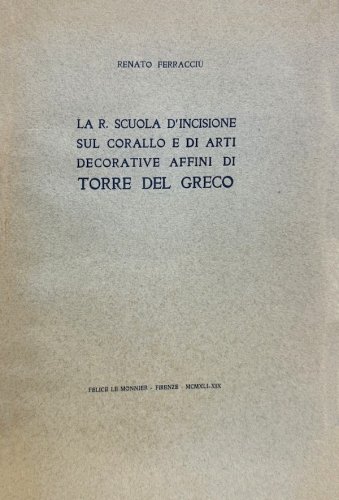 RENATO FERRACCIÙ
LA R. SCUOLA D'INCISIONE
SUL CORALLO E DI ARTI
DECORATIVE AFFINI DI
TORRE DEL GRECO
FELICE LE MONNIER - FIRENZE - MCMXLI-XIX